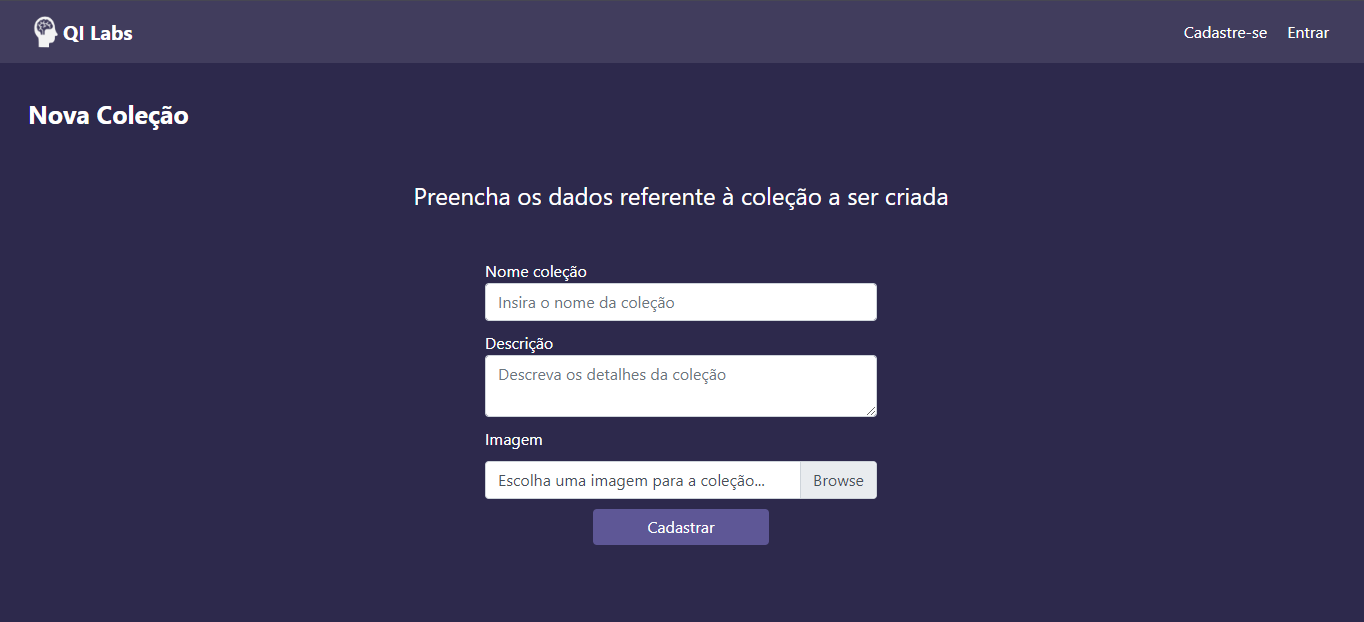 QI Labs
Cadastre-se Entrar
Nova Coleção
Preencha os dados referente à coleção a ser criada
Nome coleção
Insira o nome da coleção
Descrição
Descreva os detalhes da coleção
Imagem
Escolha uma imagem para a coleção... Browse
Cadastrar